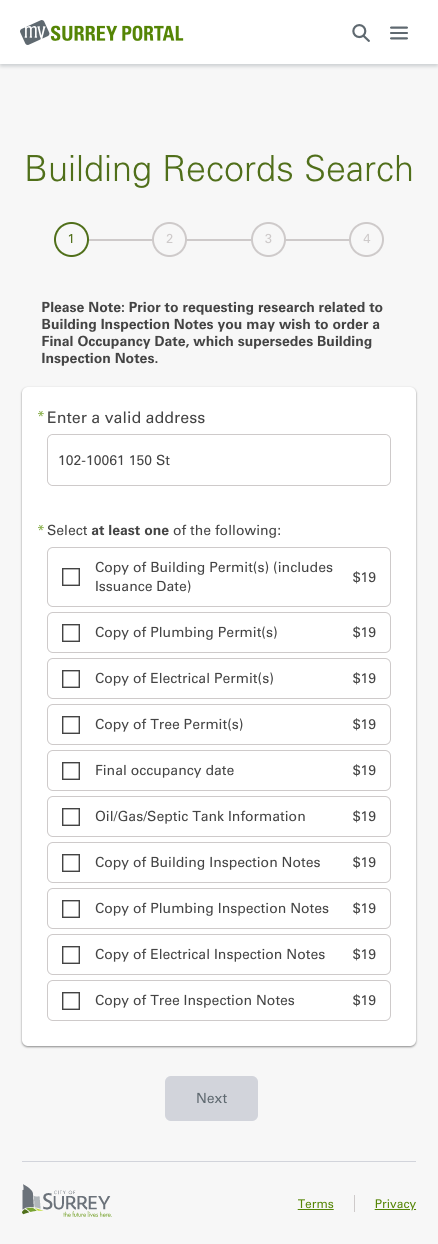 my SURREY PORTAL
Building Records Search
1 2 3 4
Please Note: Prior to requesting research related to
Building Inspection Notes you may wish to order a
Final Occupancy Date, which supersedes Building
Inspection Notes.
* Enter a valid address
102-10061 150 St
* Select at least one of the following:
Copy of Building Permit(s) (includes
Issuance Date) $19
Copy of Plumbing Permit(s) $19
Copy of Electrical Permit(s) $19
Copy of Tree Permit(s) $19
Final occupancy date $19
Oil/Gas/Septic Tank Information $19
Copy of Building Inspection Notes $19
Copy of Plumbing Inspection Notes $19
Copy of Electrical Inspection Notes $19
Copy of Tree Inspection Notes $19
Next
CITY OF
SURREY
the future lives here.
Terms Privacy